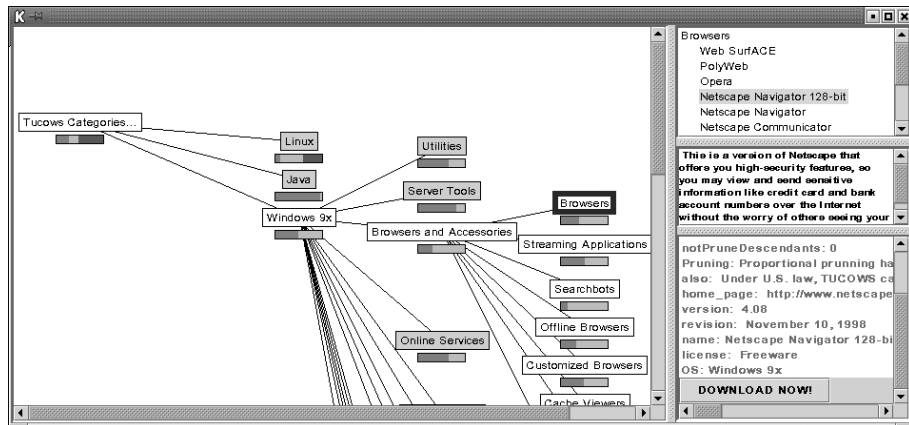 K
Tucows Categories...
Linux
Java
Windows 9x
Utilities
Server Tools
Browsers and Accessories
Online Services
Browsers
Streaming Applications
Searchbots
Offline Browsers
Customized Browsers
Cache Viewers
Browsers
Web SurfACE
PolyWeb
Opera
Netscape Navigator 128-bit
Netscape Navigator
Netscape Communicator
This is a version of Netscape that
offers you high-security features, so
you may view and send sensitive
information like credit card and bank
account numbers over the Internet
without the worry of others seeing your
notPruneDescendants: 0
Pruning: Proportional prunning ha
also: Under U.S. law, TUCOWS ca
home_page: http://www.netscape
version: 4.08
revision: November 10, 1998
name: Netscape Navigator 128-bi
license: Freeware
OS: Windows 9x
DOWNLOAD NOW!